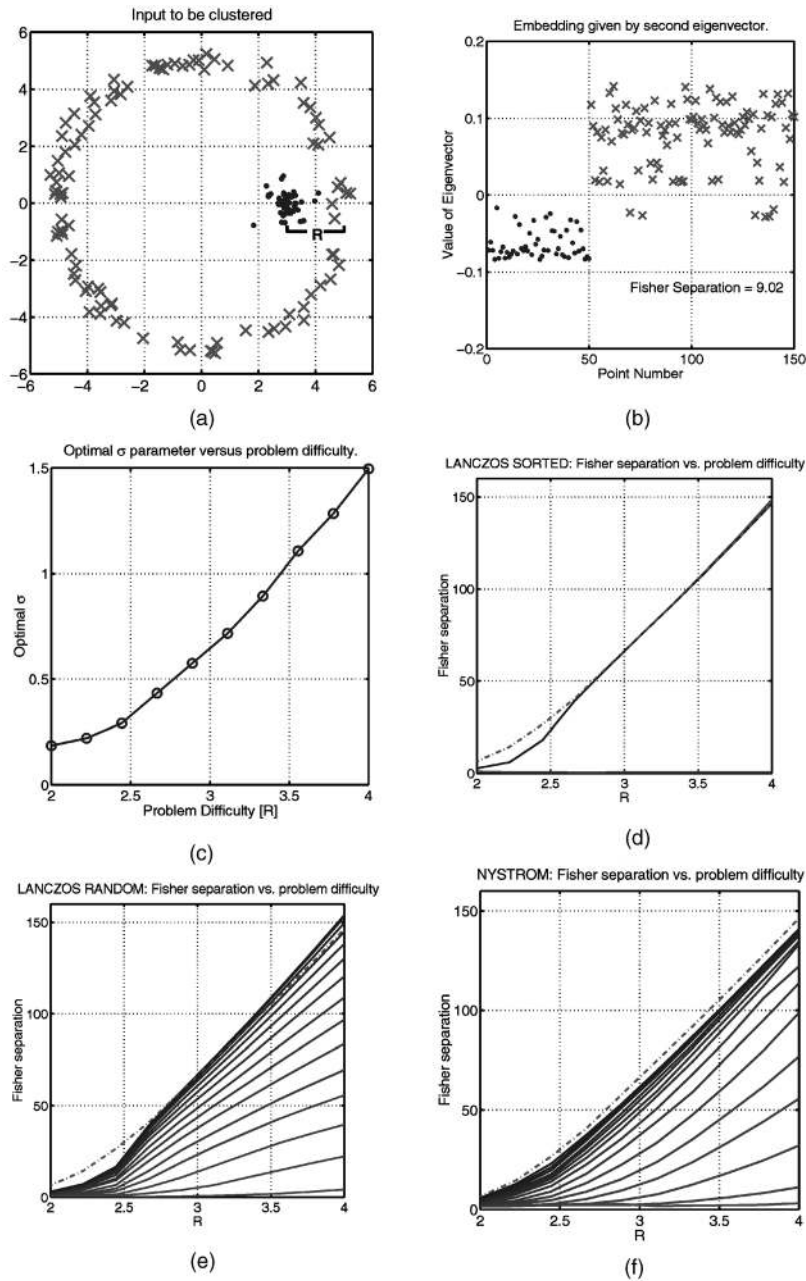 Input to be clustered
6
4
2
0
−2
−4
−6
−6 −4 −2 0 2 4 6
R
(a)
Embedding given by second eigenvector.
0.2
0.1
0
−0.1
−0.2
Value of Eigenvector
Fisher Separation = 9.02
0 50 100 150
Point Number
(b)
Optimal σ parameter versus problem difficulty.
1.5
1
0.5
0
Optimal σ
2 2.5 3 3.5 4
Problem Difficulty [R]
(c)
LANCZOS SORTED: Fisher separation vs. problem difficulty
150
100
50
0
Fisher separation
2 2.5 3 3.5 4
R
(d)
LANCZOS RANDOM: Fisher separation vs. problem difficulty
150
100
50
0
Fisher separation
2 2.5 3 3.5 4
R
(e)
NYSTROM: Fisher separation vs. problem difficulty
150
100
50
0
Fisher separation
2 2.5 3 3.5 4
R
(f)